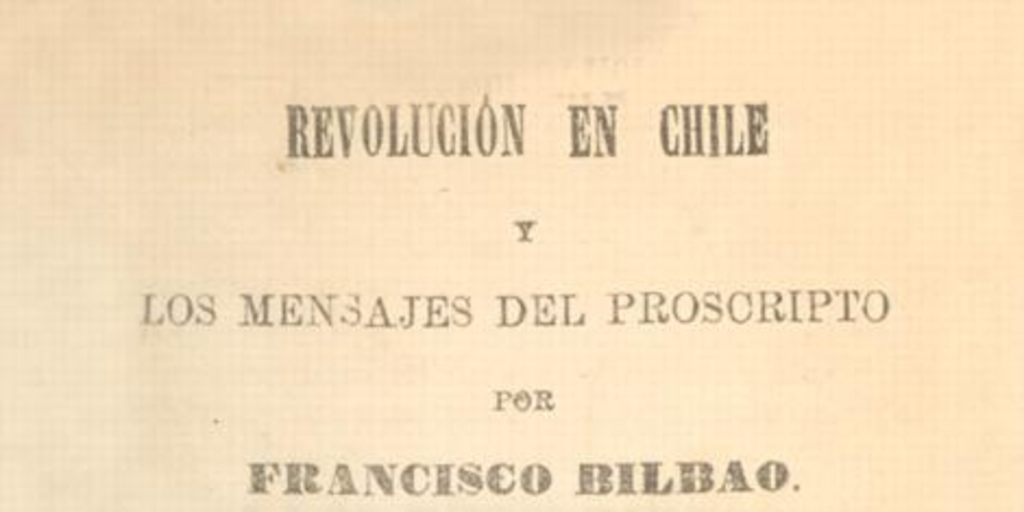 REVOLUCIÓN EN CHILE
Y
LOS MENSAJES DEL PROSCRIPTO
POR
FRANCISCO BILBAO.